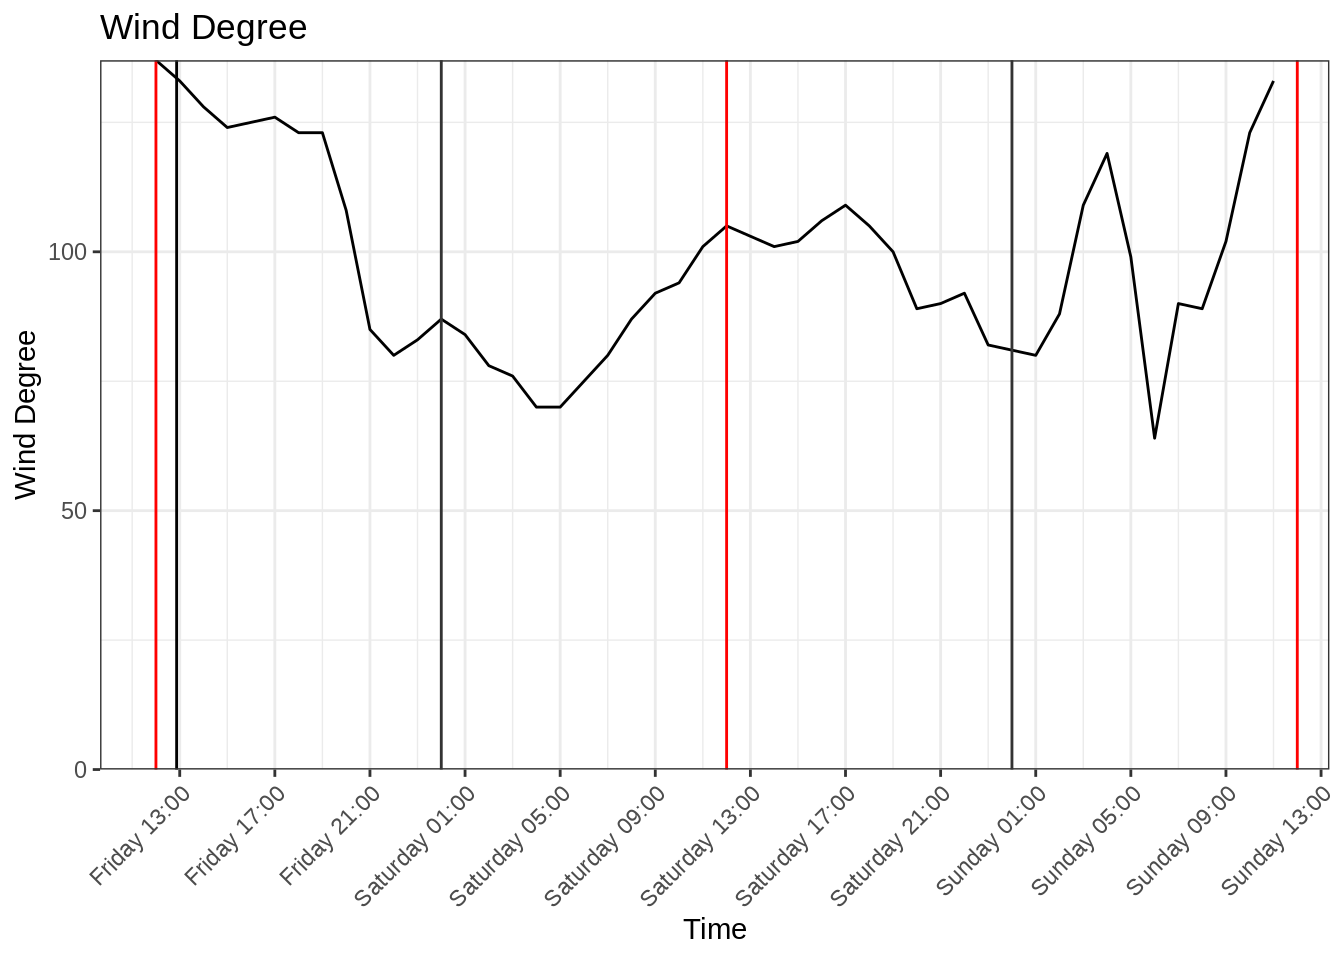 Wind Degree
Wind Degree
100
50
0
Friday 13:00
Friday 17:00
Friday 21:00
Saturday 01:00
Saturday 05:00
Saturday 09:00
Saturday 13:00
Saturday 17:00
Saturday 21:00
Sunday 01:00
Sunday 05:00
Sunday 09:00
Sunday 13:00
Time